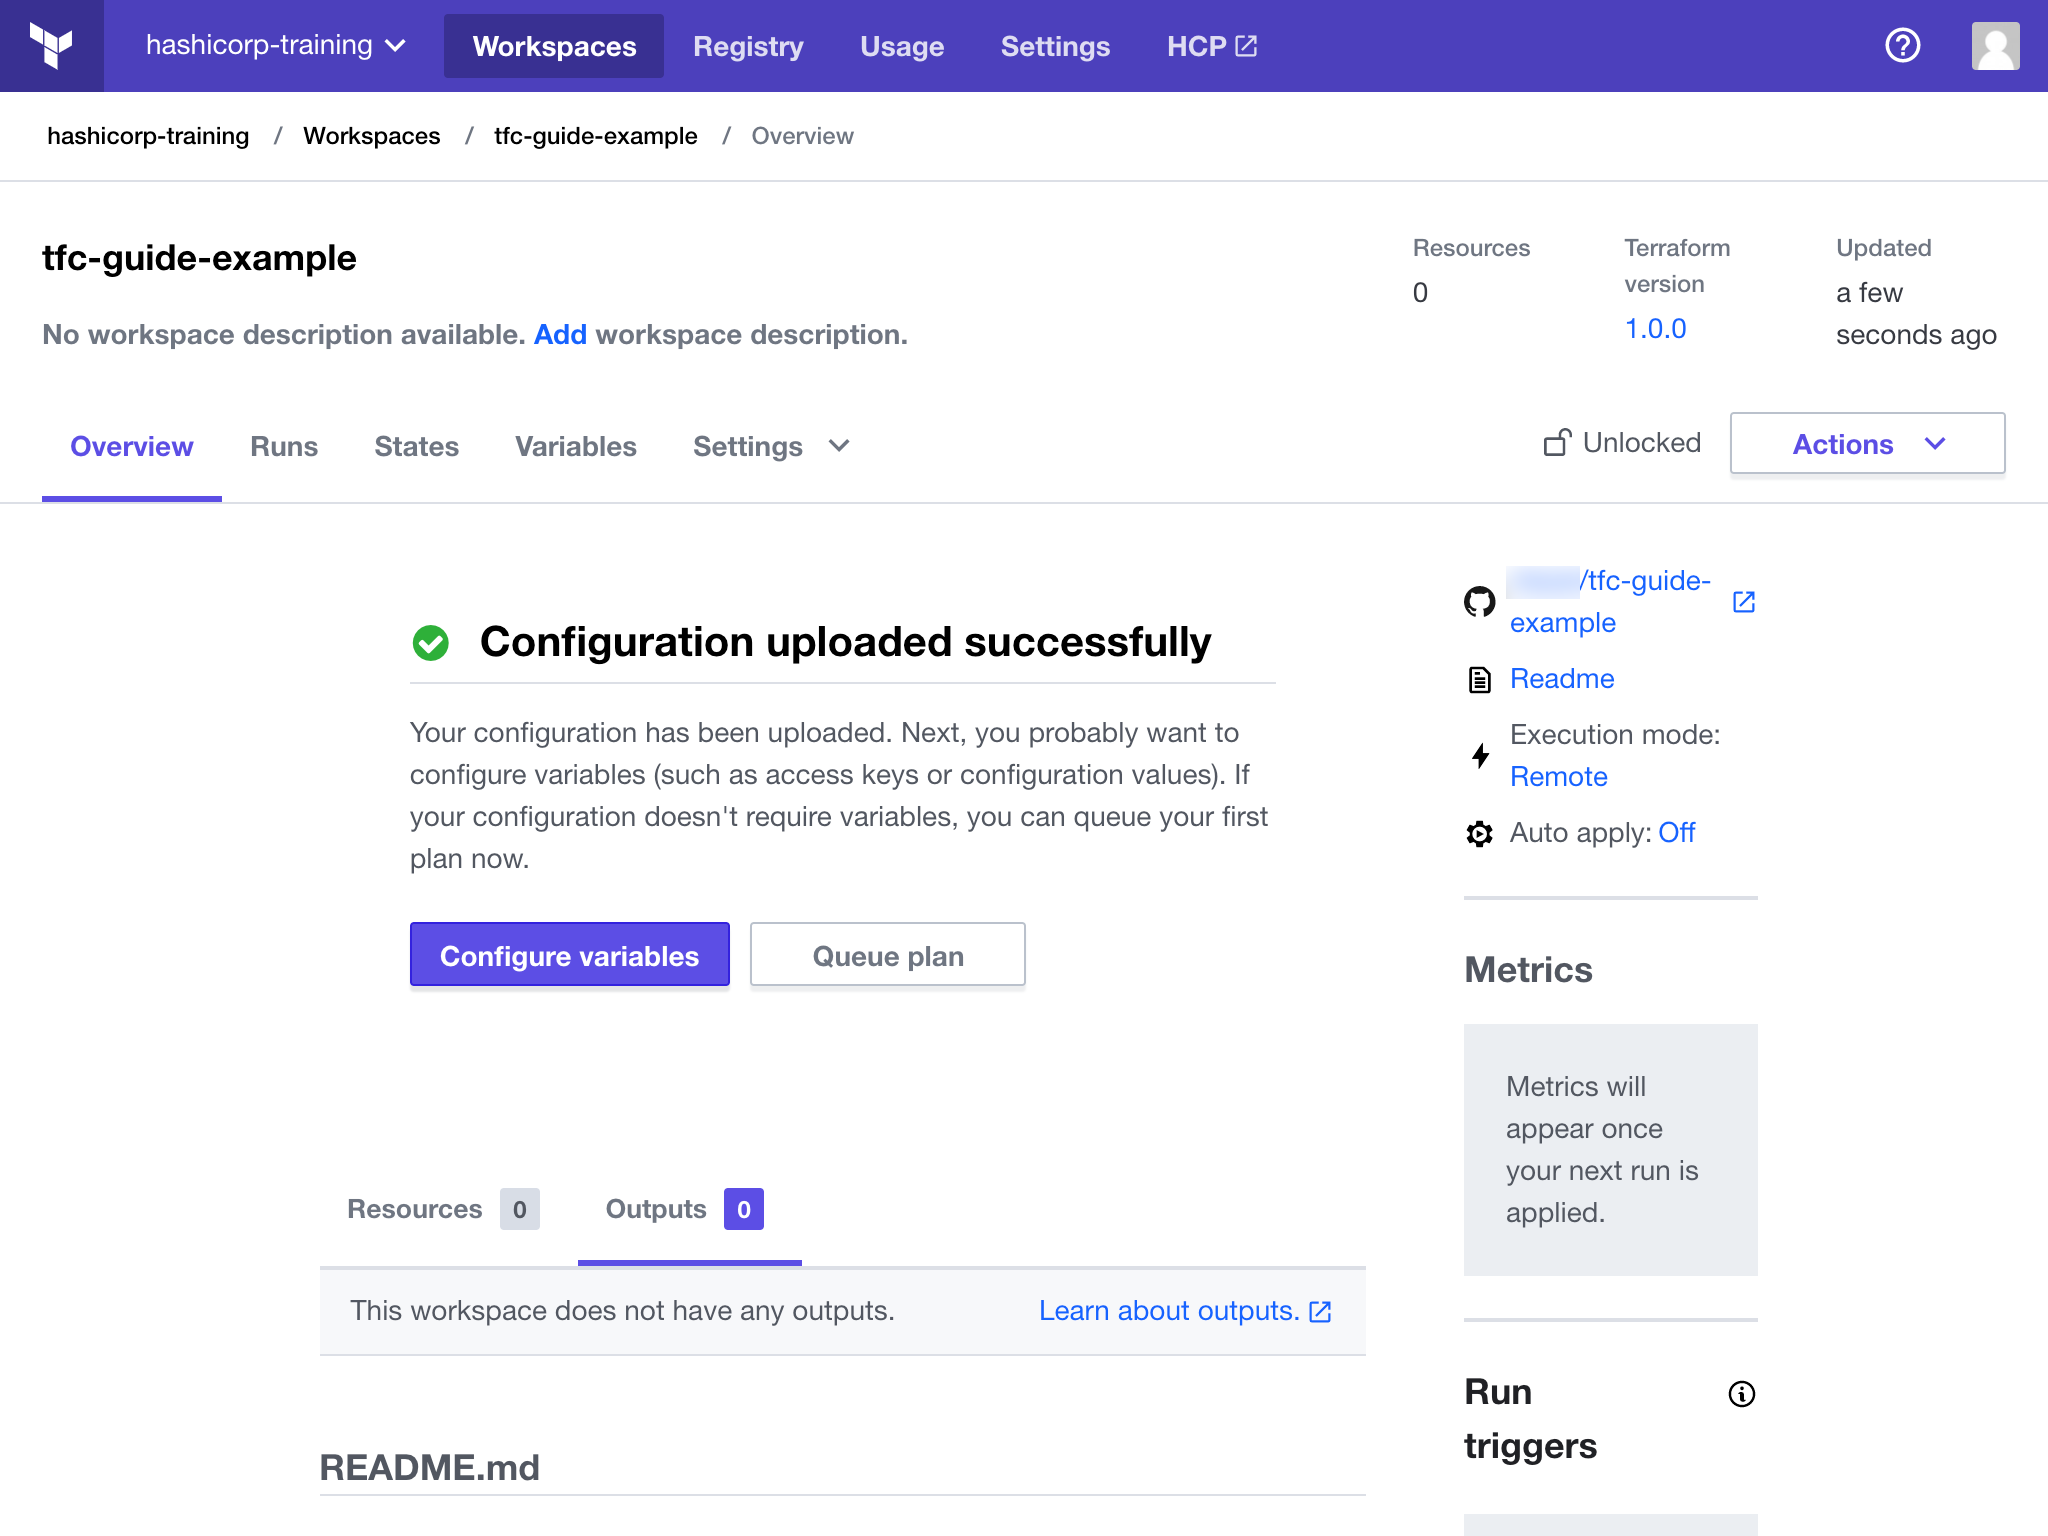 hashicorp-training
Workspaces
Registry
Usage
Settings
HCP
hashicorp-training / Workspaces / tfc-guide-example / Overview
tfc-guide-example
No workspace description available. Add workspace description.
Resources
0
Terraform
version
1.0.0
Updated
a few
seconds ago
Overview
Runs
States
Variables
Settings
Unlocked
Actions
Configuration uploaded successfully
Your configuration has been uploaded. Next, you probably want to
configure variables (such as access keys or configuration values). If
your configuration doesn't require variables, you can queue your first
plan now.
Configure variables
Queue plan
Resources 0
Outputs 0
This workspace does not have any outputs.
Learn about outputs.
README.md
/tfc-guide-
example
Readme
Execution mode:
Remote
Auto apply: Off
Metrics
Metrics will
appear once
your next run is
applied.
Run
triggers